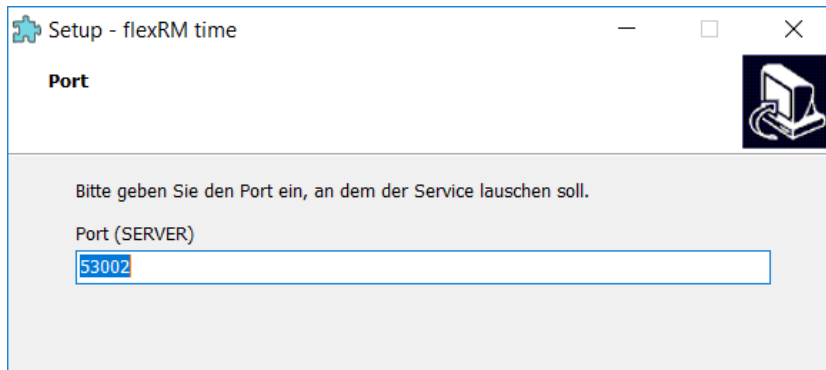 Setup - flexRM time
Port
Bitte geben Sie den Port ein, an dem der Service lauschen soll.
Port (SERVER)
53002